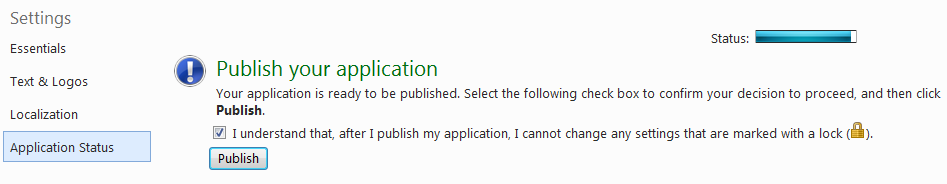 Settings
Essentials
Text & Logos
Localization
Application Status
Status:
Publish your application
Your application is ready to be published. Select the following check box to confirm your decision to proceed, and then click
Publish.
I understand that, after I publish my application, I cannot change any settings that are marked with a lock ( ).
Publish